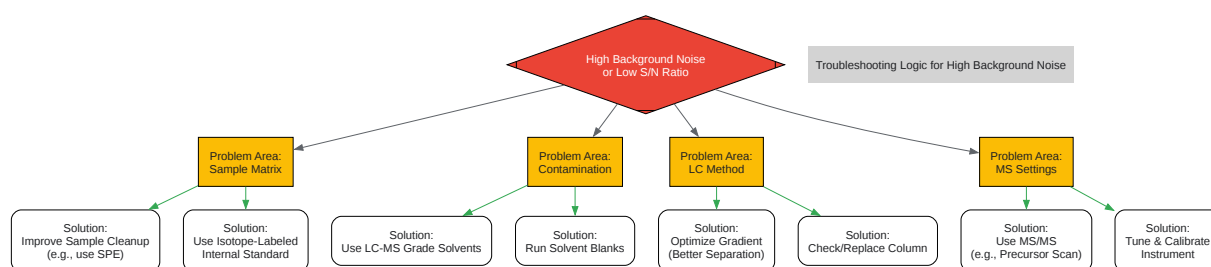 High Background Noise
or Low S/N Ratio
Troubleshooting Logic for High Background Noise
Problem Area:
Sample Matrix
Problem Area:
Contamination
Problem Area:
LC Method
Problem Area:
MS Settings
Solution:
Improve Sample Cleanup
(e.g., use SPE)
Solution:
Use Isotope-Labeled
Internal Standard
Solution:
Use LC-MS Grade Solvents
Solution:
Run Solvent Blanks
Solution:
Optimize Gradient
(Better Separation)
Solution:
Check/Replace Column
Solution:
Use MS/MS
(e.g., Precursor Scan)
Solution:
Tune & Calibrate
Instrument